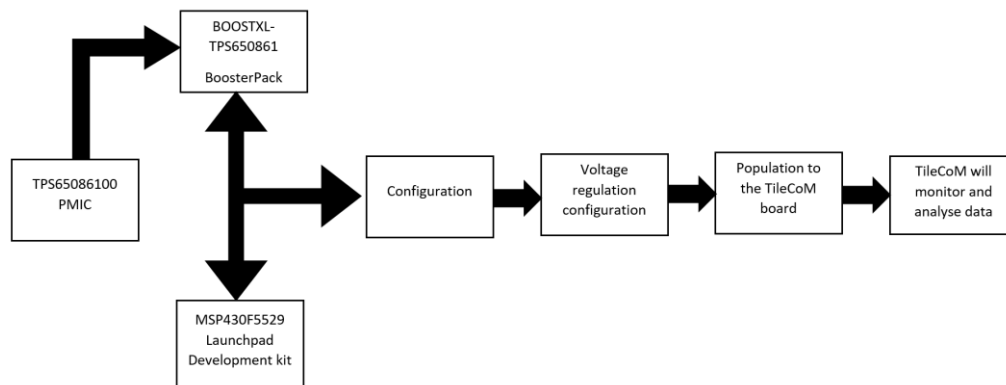 BOOSTXL-
TPS650861
BoosterPack
TPS65086100
PMIC
MSP430F5529
Launchpad
Development kit
Configuration
Voltage
regulation
configuration
Population to
the TileCoM
board
TileCoM will
monitor and
analyse data